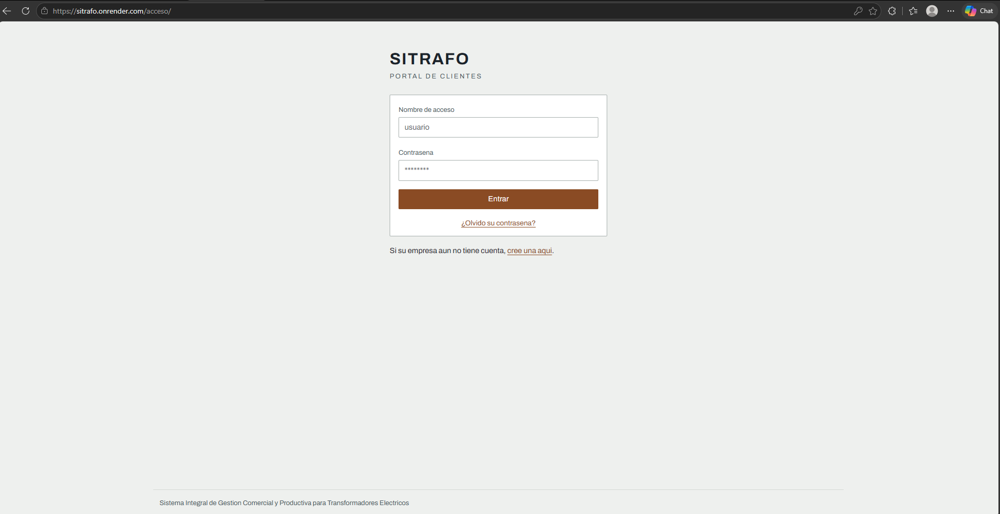 https://sitrafo.onrender.com/acceso/
Chat
SITRAFO
PORTAL DE CLIENTES
Nombre de acceso
usuario
Contrasena
********
Entrar
¿Olvido su contrasena?
Si su empresa aun no tiene cuenta, cree una aqui.
Sistema Integral de Gestion Comercial y Productiva para Transformadores Electricos